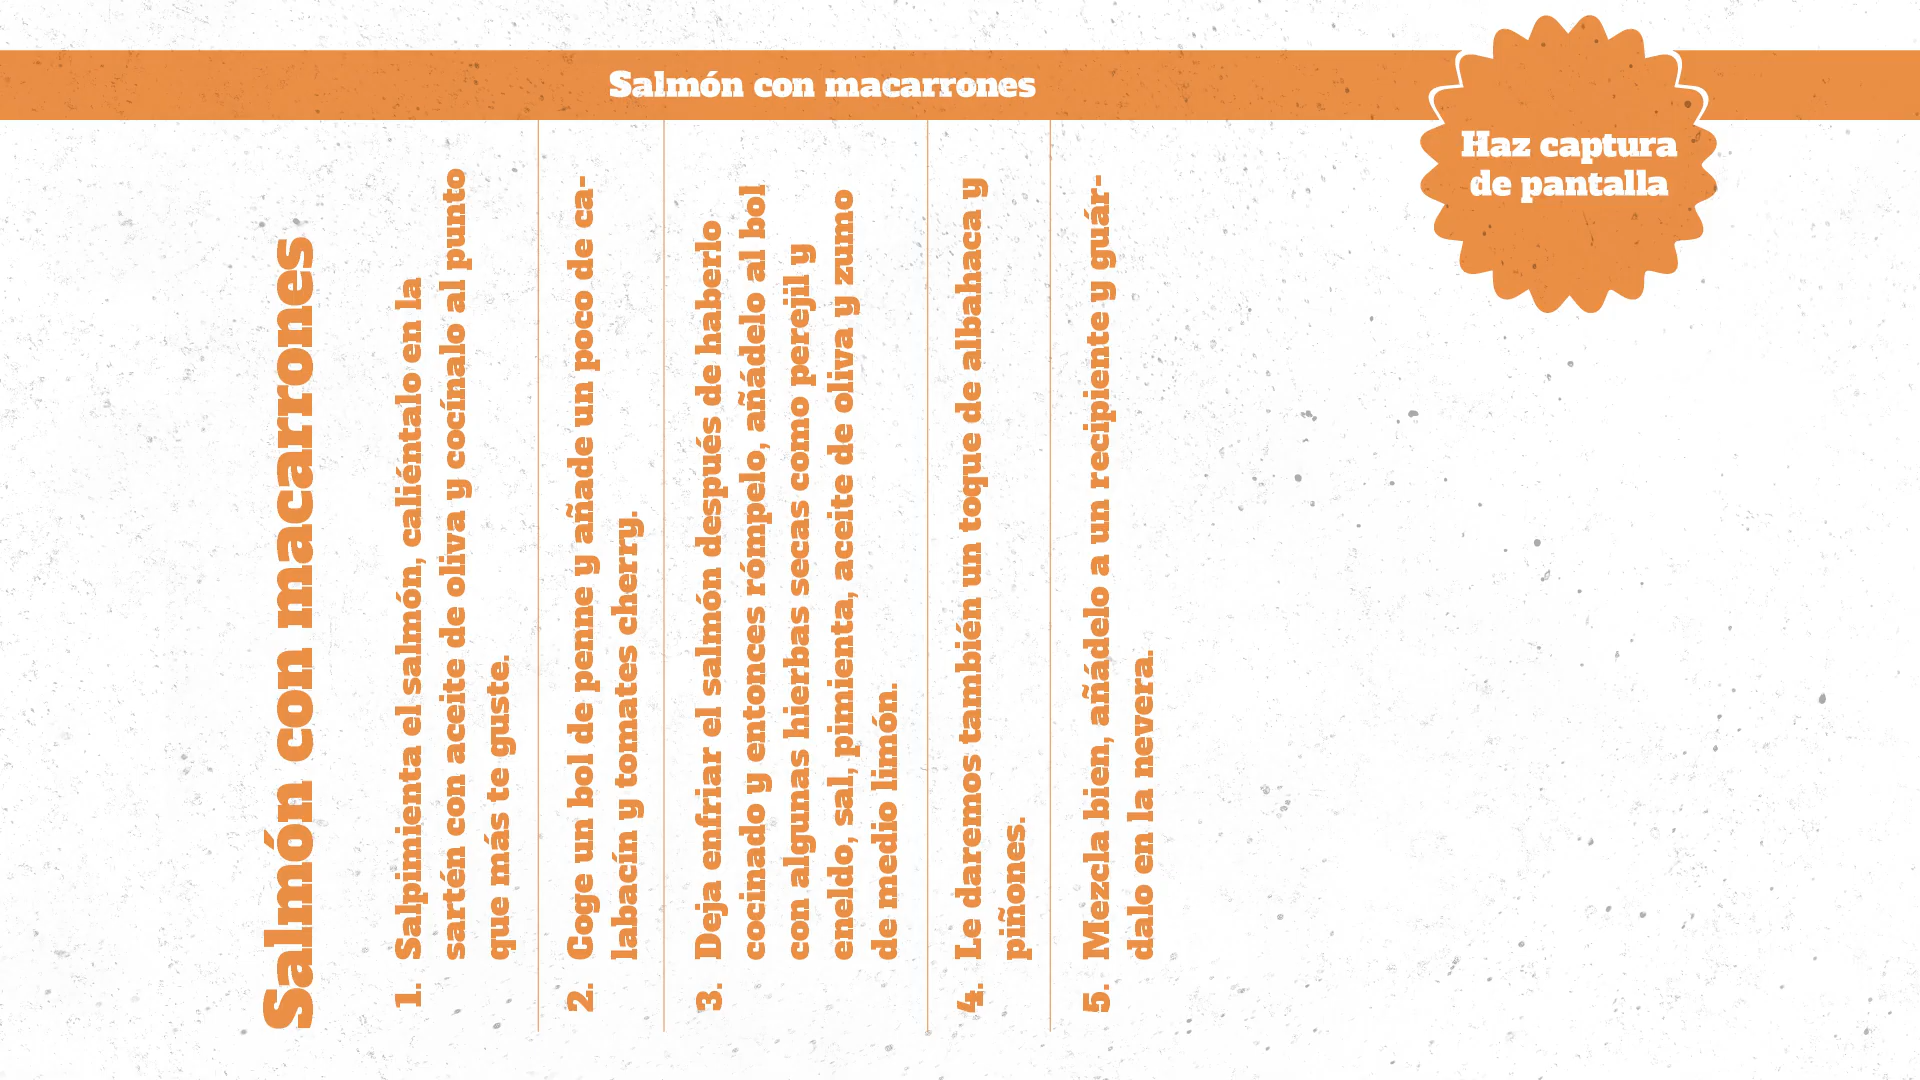 Salmón con macarrones
Haz captura
de pantalla
Salmón con macarrones
1. Salpimienta el salmón, caliéntalo en la
sartén con aceite de oliva y cocínalo al punto
que más te guste.
2. Coge un bol de penne y añade un poco de ca-
labacín y tomates cherry.
3. Deja enfriar el salmón después de haberlo
cocinado y entonces rómpelo, añádelo al bol
con algunas hierbas secas como perejil y
eneldo, sal, pimienta, aceite de oliva y zumo
de medio limón.
4. Le daremos también un toque de albahaca y
piñones.
5. Mezcla bien, añádelo a un recipiente y guár-
dalo en la nevera.